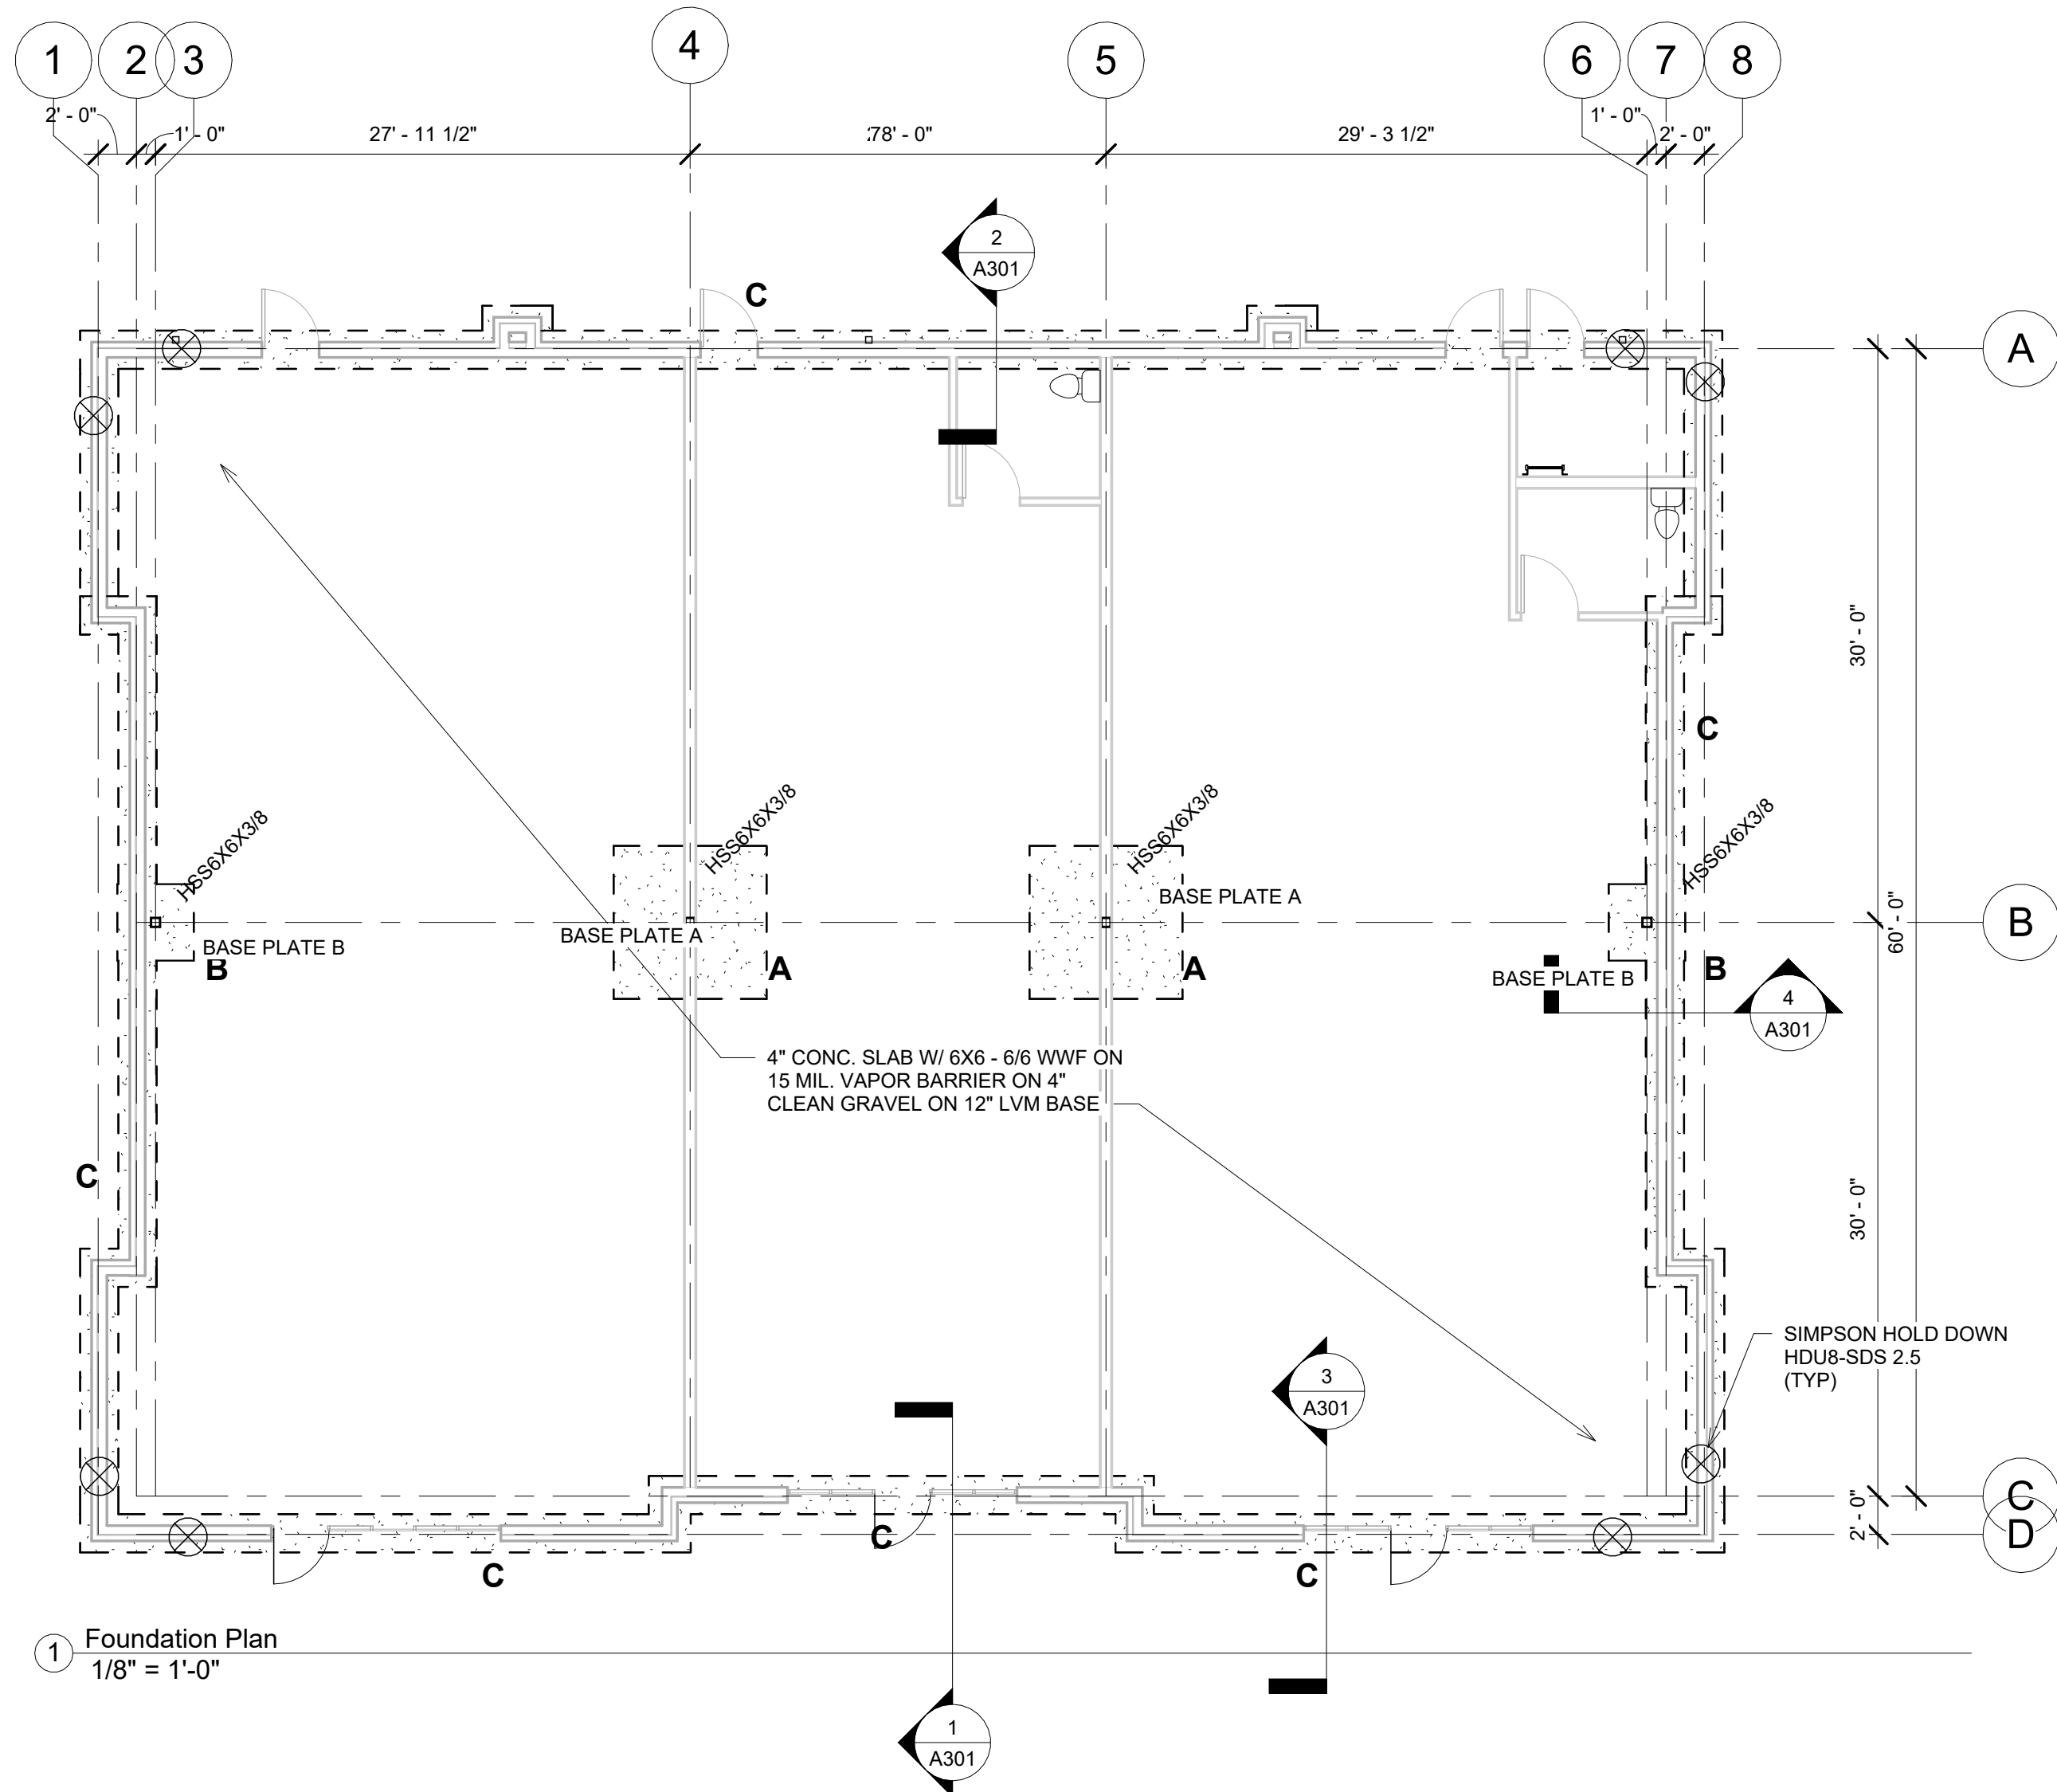 1
2
3
4
5
6
7
8
2' - 0"
1' - 0"
27' - 11 1/2"
78' - 0"
29' - 3 1/2"
1' - 0"
2' - 0"
2
A301
C
A
30' - 0"
C
HSS6X6X3/8
HSS6X6X3/8
HSS6X6X3/8
HSS6X6X3/8
BASE PLATE A
60' - 0"
B
BASE PLATE B
BASE PLATE A
B
A
A
BASE PLATE B
B
4
A301
4" CONC. SLAB W/ 6X6 - 6/6 WWF ON
15 MIL. VAPOR BARRIER ON 4"
CLEAN GRAVEL ON 12" LVM BASE
C
30' - 0"
SIMPSON HOLD DOWN
HDU8-SDS 2.5
(TYP)
3
A301
C
2' - 0"
D
C
C
C
1
Foundation Plan
1/8" = 1'-0"
1
A301